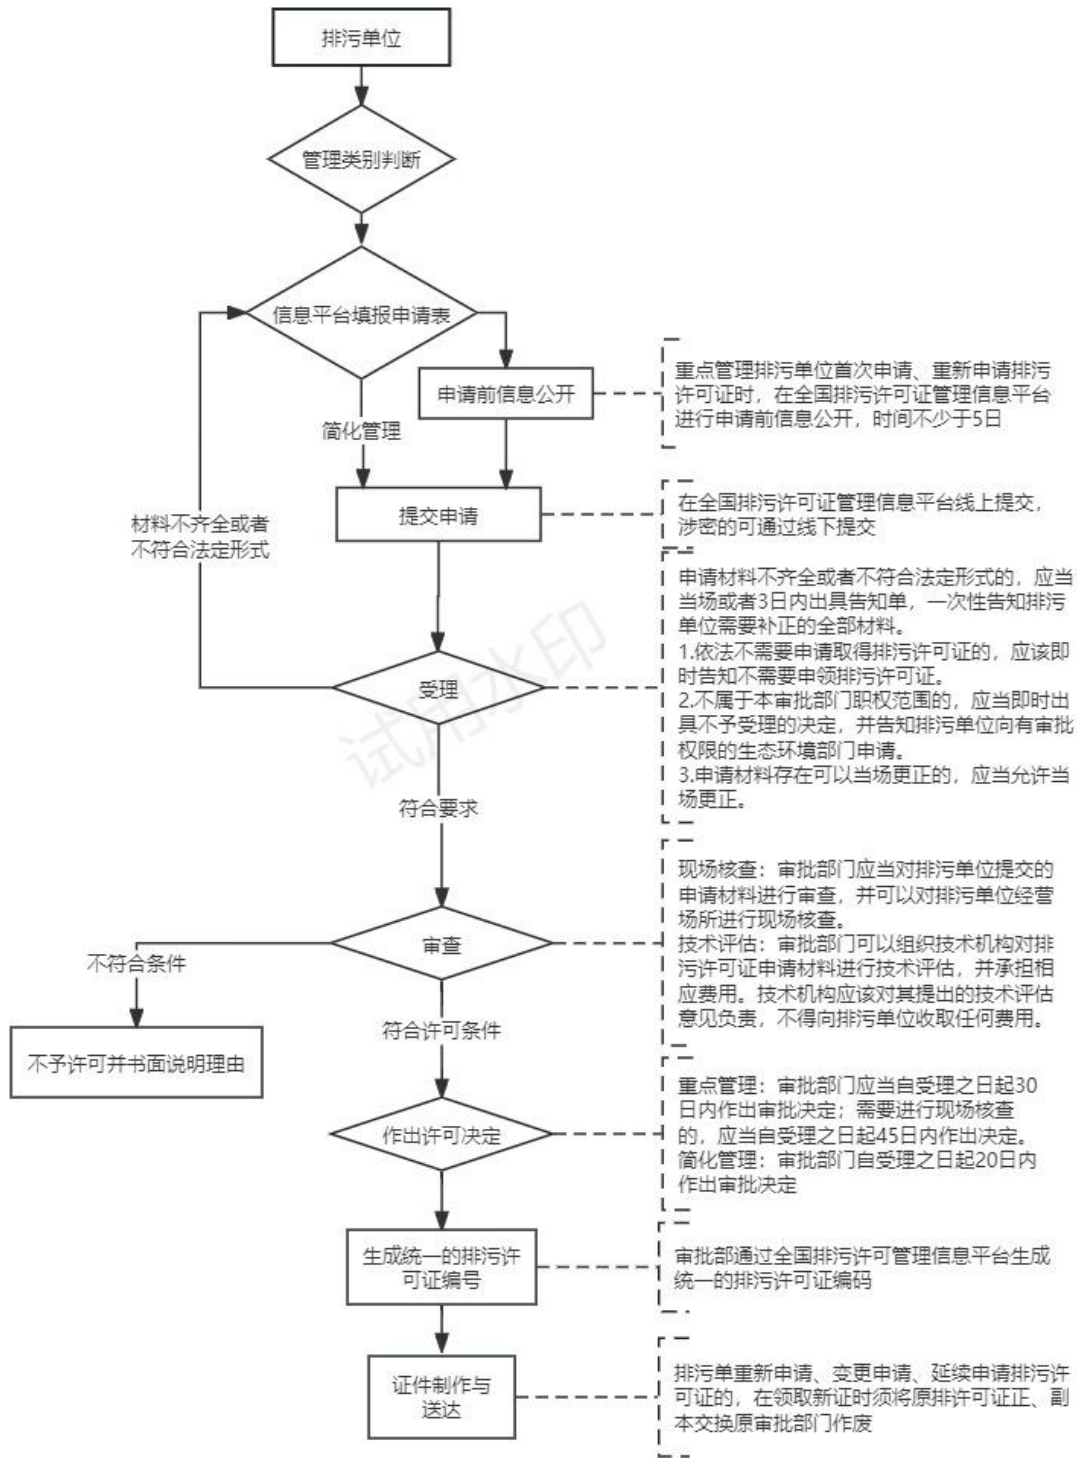 排污单位
管理类别判断
信息平台填报申请表
申请前信息公开
重点管理排污单位首次申请、重新申请排污
许可证时，在全国排污许可证管理信息平台
进行申请前信息公开，时间不少于5日
简化管理
提交申请
在全国排污许可证管理信息平台线上提交，
涉密的可通过线下提交
材料不齐全或者
不符合法定形式
申请材料不齐全或者不符合法定形式的，应当
当场或者3日内出具告知单，一次性告知排污
单位需要补正的全部材料。
1.依法不需要申请取得排污许可证的，应该即
时告知不需要申领排污许可证。
2.不属于本审批部门职权范围的，应当即时出
具不予受理的决定，并告知排污单位向有审批
权限的生态环境部门申请。
3.申请材料存在可以当场更正的，应当允许当
场更正。
受理
试用水印
符合要求
现场核查：审批部门应当对排污单位提交的
申请材料进行审查，并可以对排污单位经营
场所进行现场核查。
技术评估：审批部门可以组织技术机构对排
污许可证申请材料进行技术评估，并承担相
应费用。技术机构应该对其提出的技术评估
意见负责，不得向排污单位收取任何费用。
审查
不符合条件
不予许可并书面说明理由
符合许可条件
作出许可决定
重点管理：审批部门应当自受理之日起30
日内作出审批决定；需要进行现场核查
的，应当自受理之日起45日内作出决定。
简化管理：审批部门自受理之日起20日内
作出审批决定
生成统一的排污许
可证编号
审批部通过全国排污许可管理信息平台生成
统一的排污许可证编码
证件制作与
送达
排污单重新申请、变更申请、延续申请排污许
可证的，在领取新证时须将原排许可证正、副
本交换原审批部门作废